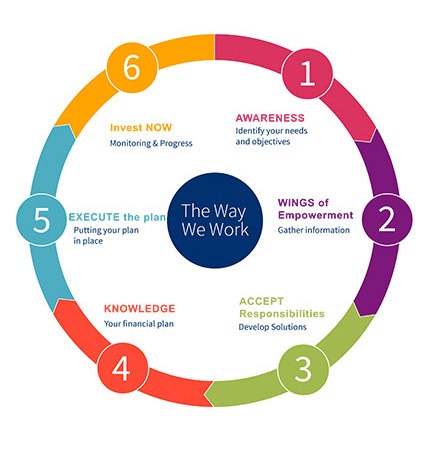 The Way
We Work
1
AWARENESS
Identify your needs
and objectives
2
WINGS of
Empowerment
Gather information
3
ACCEPT
Responsibilities
Develop Solutions
4
KNOWLEDGE
Your financial plan
5
EXECUTE the plan
Putting your plan
in place
6
Invest NOW
Monitoring & Progress